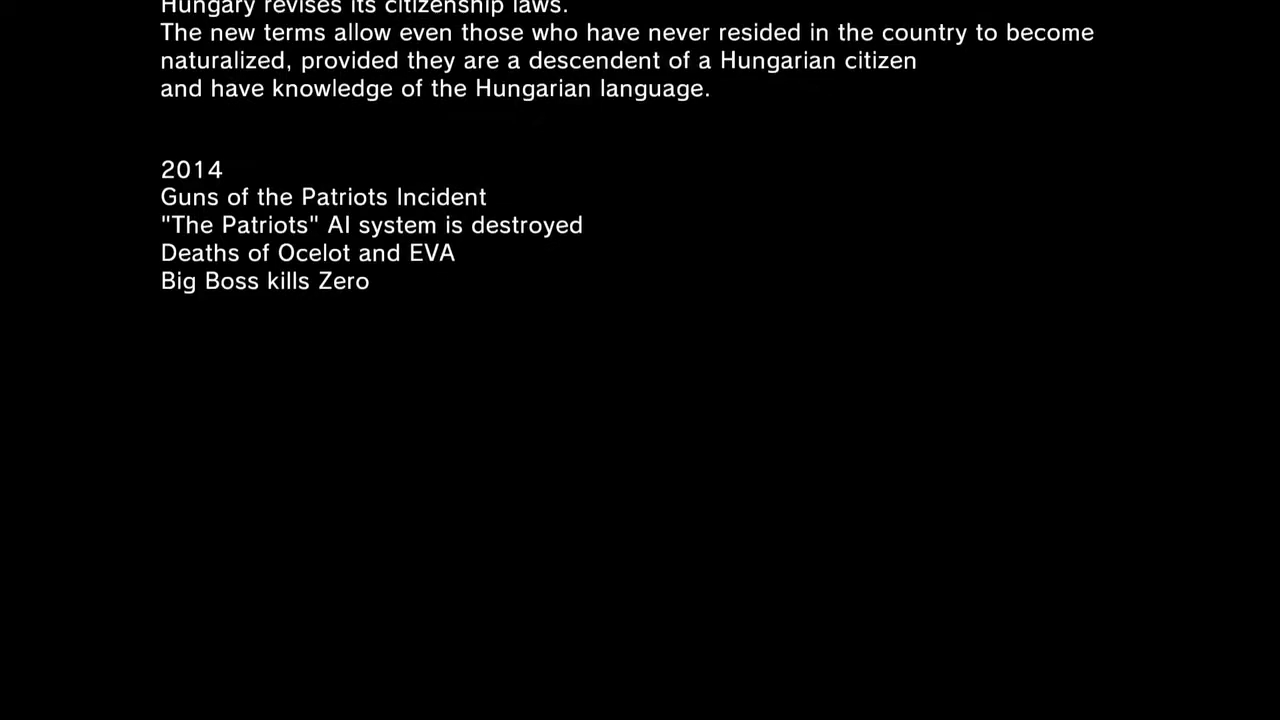 Hungary revises its citizenship laws.
The new terms allow even those who have never resided in the country to become
naturalized, provided they are a descendent of a Hungarian citizen
and have knowledge of the Hungarian language.
2014
Guns of the Patriots Incident
"The Patriots" AI system is destroyed
Deaths of Ocelot and EVA
Big Boss kills Zero